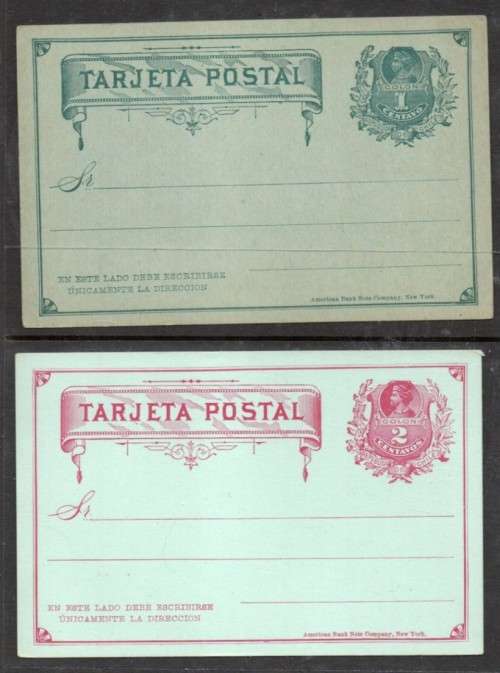 TARJETA POSTAL
COLON
1
CENTAVO
Sr
EN ESTE LADO DEBE ESCRIBIRSE
ÚNICAMENTE LA DIRECCION
American Bank Note Company, New York.
TARJETA POSTAL
COLON
2
CENTAVOS
Sr
EN ESTE LADO DEBE ESCRIBIRSE
ÚNICAMENTE LA DIRECCION
American Bank Note Company, New York.